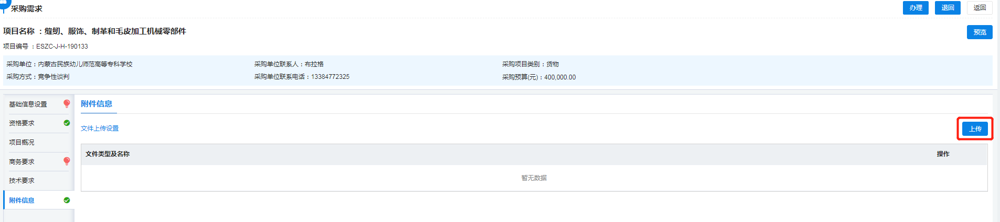 采购需求 办理 退回 返回
项目名称 ：缝纫、服饰、制革和毛皮加工机械零部件 预览
项目编号 ：ESZC-J-H-190133
采购单位：内蒙古民族幼儿师范高等专科学校 采购单位联系人：布拉格 采购项目类别：货物
采购方式：竞争性谈判 采购单位联系电话：13384772325 采购预算(元)：400,000.00
基础信息设置 附件信息
资格要求 文件上传设置 上传
项目概况
文件类型及名称 操作
商务要求
技术要求 暂无数据
附件信息